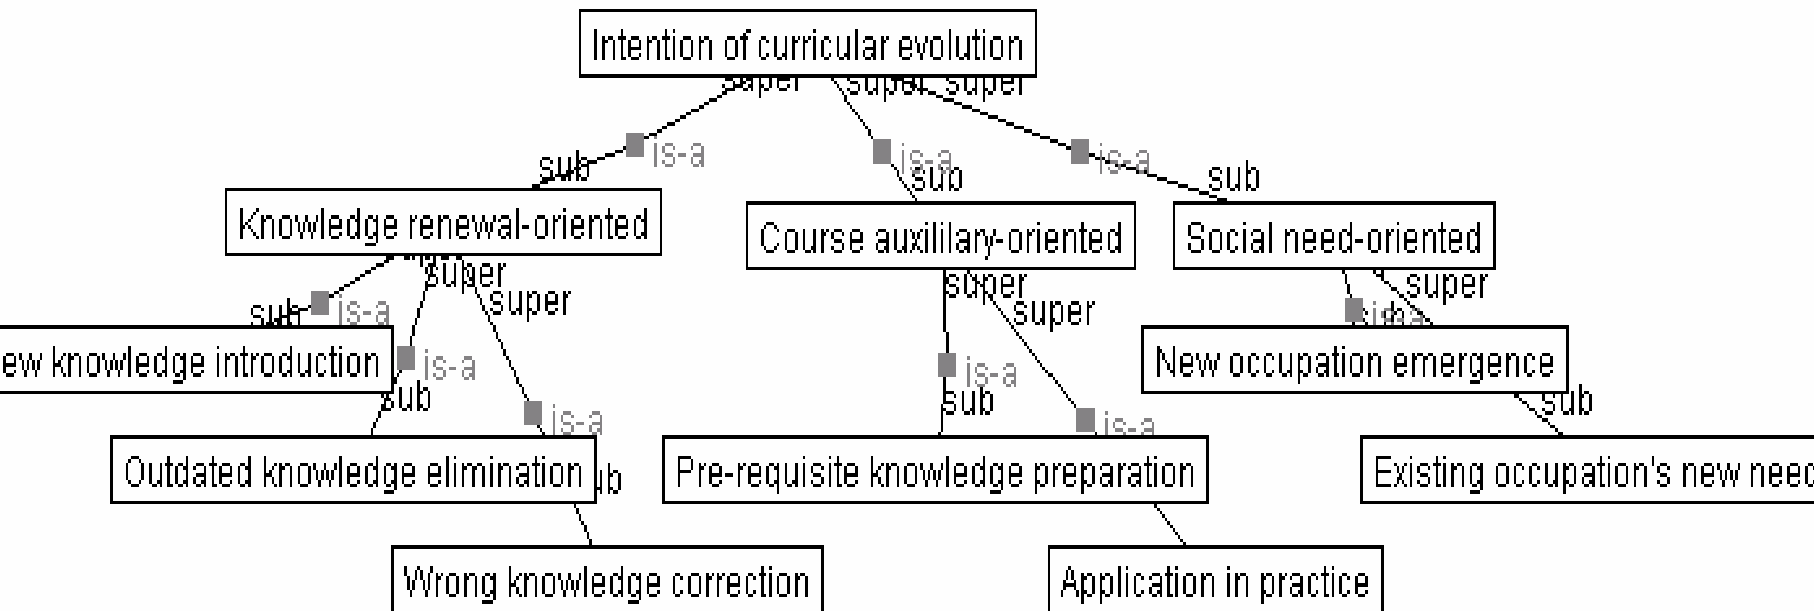 Intention of curricular evolution
super super super
is-a is-a is-a
sub sub sub
Knowledge renewal-oriented
Course auxililary-oriented
Social need-oriented
super super super
super super
sub is-a
ew knowledge introduction
New occupation emergence
is-a is-a
sub sub sub
is-a is-a
Outdated knowledge elimination
Pre-requisite knowledge preparation
Existing occupation's new need
ub
Wrong knowledge correction
Application in practice